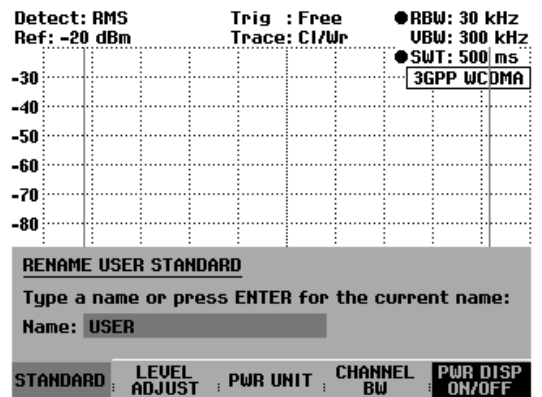 Detect: RMS Trig : Free ●RBW: 30 kHz
Ref: -20 dBm Trace: Cl/Wr VBW: 300 kHz
●SWT: 500 ms
-30 3GPP WCDMA
-40
-50
-60
-70
-80
RENAME USER STANDARD
Type a name or press ENTER for the current name:
Name: USER
STANDARD LEVEL ADJUST PWR UNIT CHANNEL BW PWR DISP ON/OFF